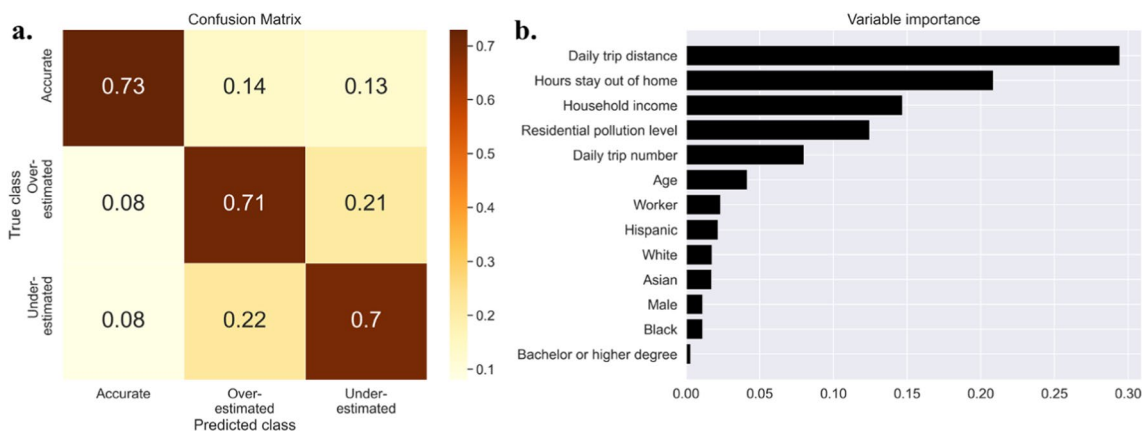 a.
Confusion Matrix
True class
Accurate
Over-
estimated
Under-
estimated
0.73 0.14 0.13
0.08 0.71 0.21
0.08 0.22 0.7
Accurate
Over-
estimated
Under-
estimated
Predicted class
0.7
0.6
0.5
0.4
0.3
0.2
0.1
b.
Variable importance
Daily trip distance
Hours stay out of home
Household income
Residential pollution level
Daily trip number
Age
Worker
Hispanic
White
Asian
Male
Black
Bachelor or higher degree
0.00 0.05 0.10 0.15 0.20 0.25 0.30